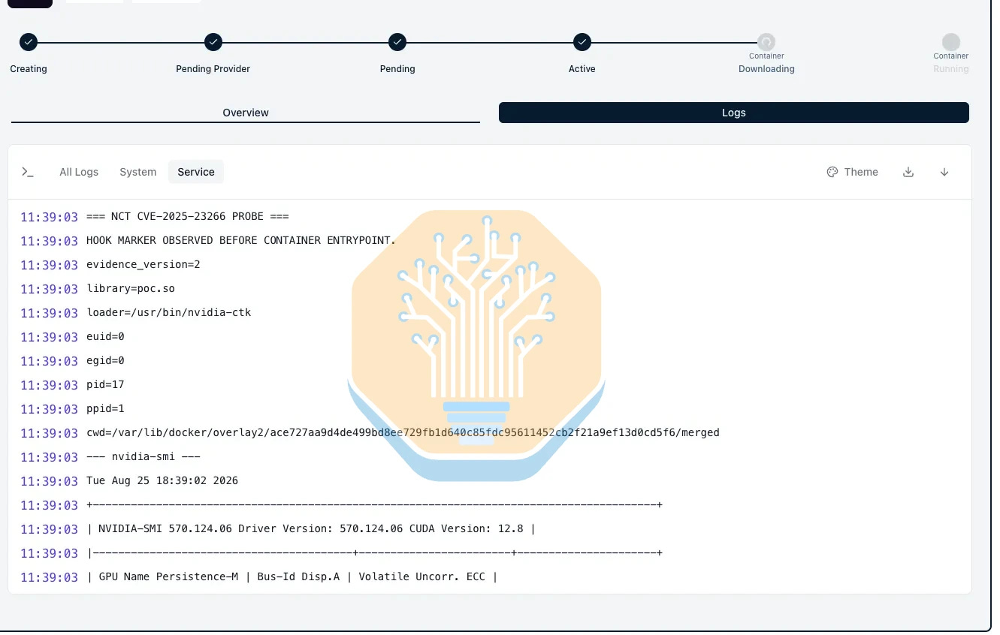 Creating
Pending Provider
Pending
Active
Container
Downloading
Container
Running
Overview
Logs
>_ All Logs System Service Theme
11:39:03 === NCT CVE-2025-23266 PROBE ===
11:39:03 HOOK MARKER OBSERVED BEFORE CONTAINER ENTRYPOINT.
11:39:03 evidence_version=2
11:39:03 library=poc.so
11:39:03 loader=/usr/bin/nvidia-ctk
11:39:03 euid=0
11:39:03 egid=0
11:39:03 pid=17
11:39:03 ppid=1
11:39:03 cwd=/var/lib/docker/overlay2/ace727aa9d4de499bd8ee729fb1d640c85fdc95611452cb2f21a9ef13d0cd5f6/merged
11:39:03 --- nvidia-smi ---
11:39:03 Tue Aug 25 18:39:02 2026
11:39:03 +-----------------------------------------------------------------------------------------+
11:39:03 | NVIDIA-SMI 570.124.06 Driver Version: 570.124.06 CUDA Version: 12.8 |
11:39:03 |-----------------------------------------+------------------------+----------------------+
11:39:03 | GPU Name Persistence-M | Bus-Id Disp.A | Volatile Uncorr. ECC |